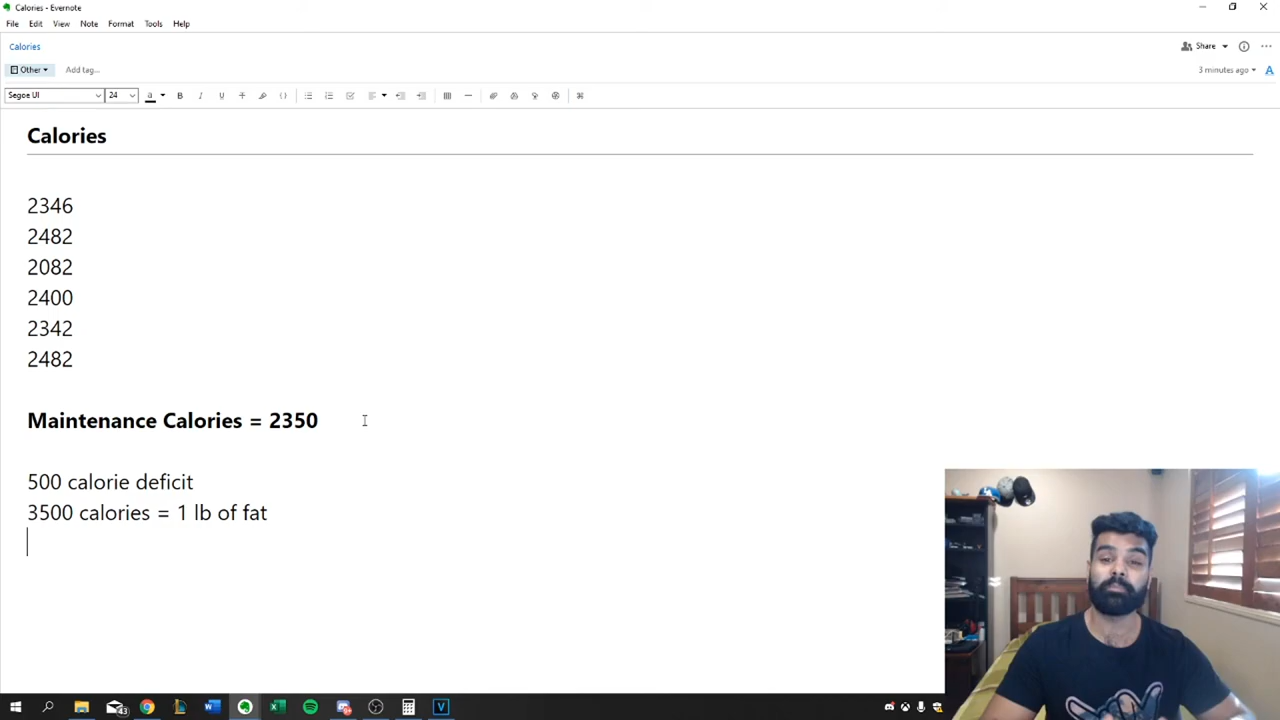 Calories - Evernote
File Edit View Note Format Tools Help
Calories
Share
Other
Add tag...
3 minutes ago
A
Segoe UI 24 a B I U T
Calories
2346
2482
2082
2400
2342
2482
Maintenance Calories = 2350
500 calorie deficit
3500 calories = 1 lb of fat
43 W X V